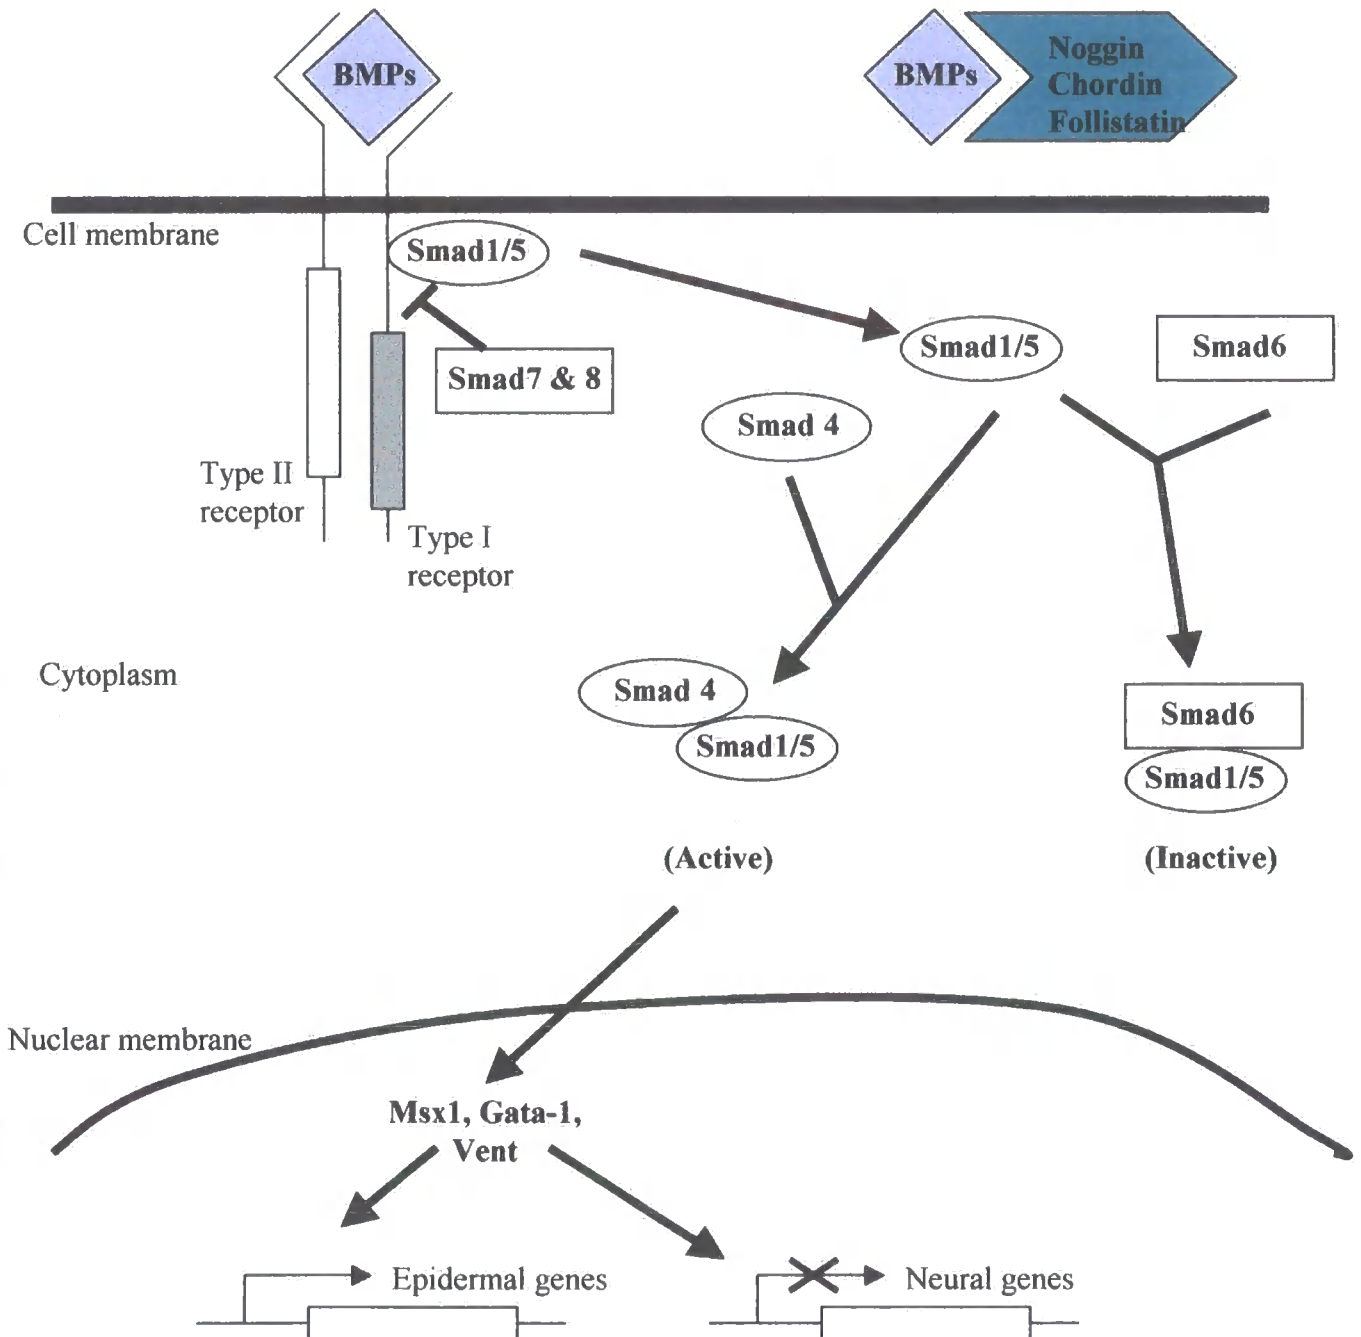 BMPs
BMPs
Noggin
Chordin
Follistatin
Cell membrane
Smad1/5
Smad7 & 8
Smad1/5
Smad6
Smad 4
Type II
receptor
Type I
receptor
Cytoplasm
Smad 4
Smad1/5
Smad6
Smad1/5
(Active)
(Inactive)
Nuclear membrane
Msx1, Gata-1,
Vent
Epidermal genes
Neural genes